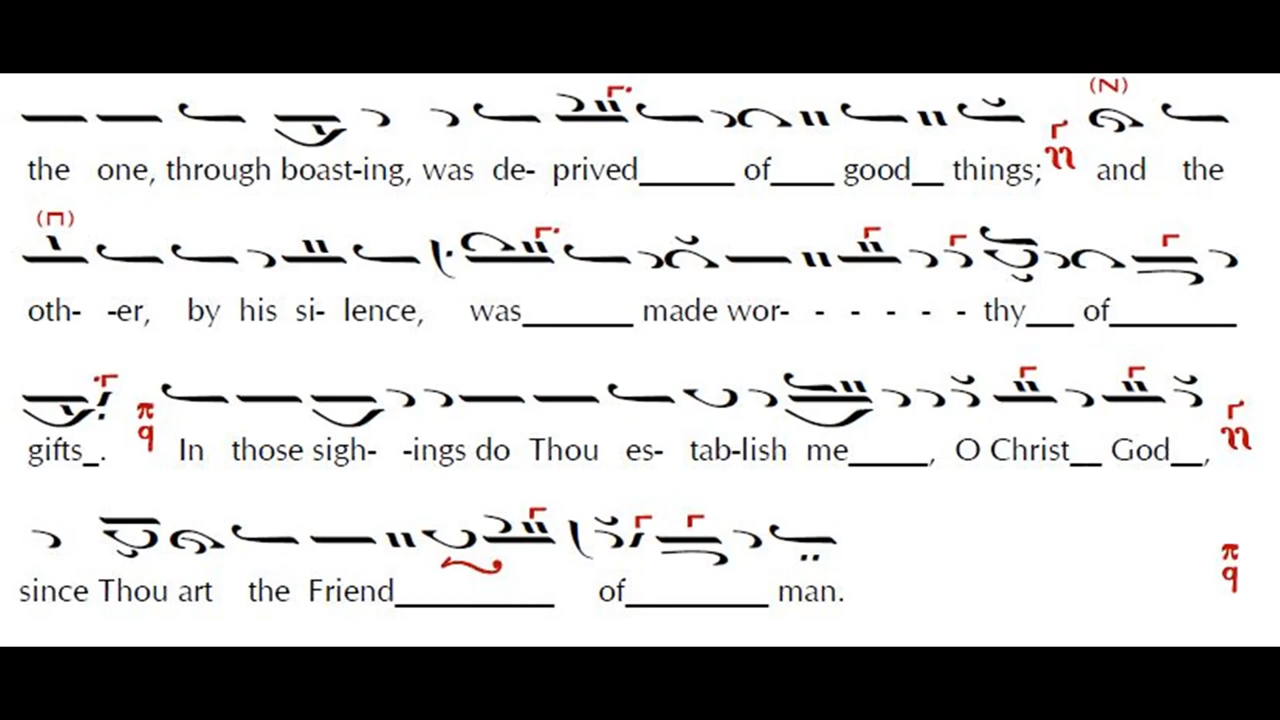 (Ν)
the one, through boast-ing, was de- prived______ of____ good__ things; and the
(Π)
oth- -er, by his si- lence, was_______ made wor- - - - - - thy___ of________
gifts_. In those sigh- -ings do Thou es- tab-lish me_____, O Christ__ God__,
since Thou art the Friend__________ of_________ man.